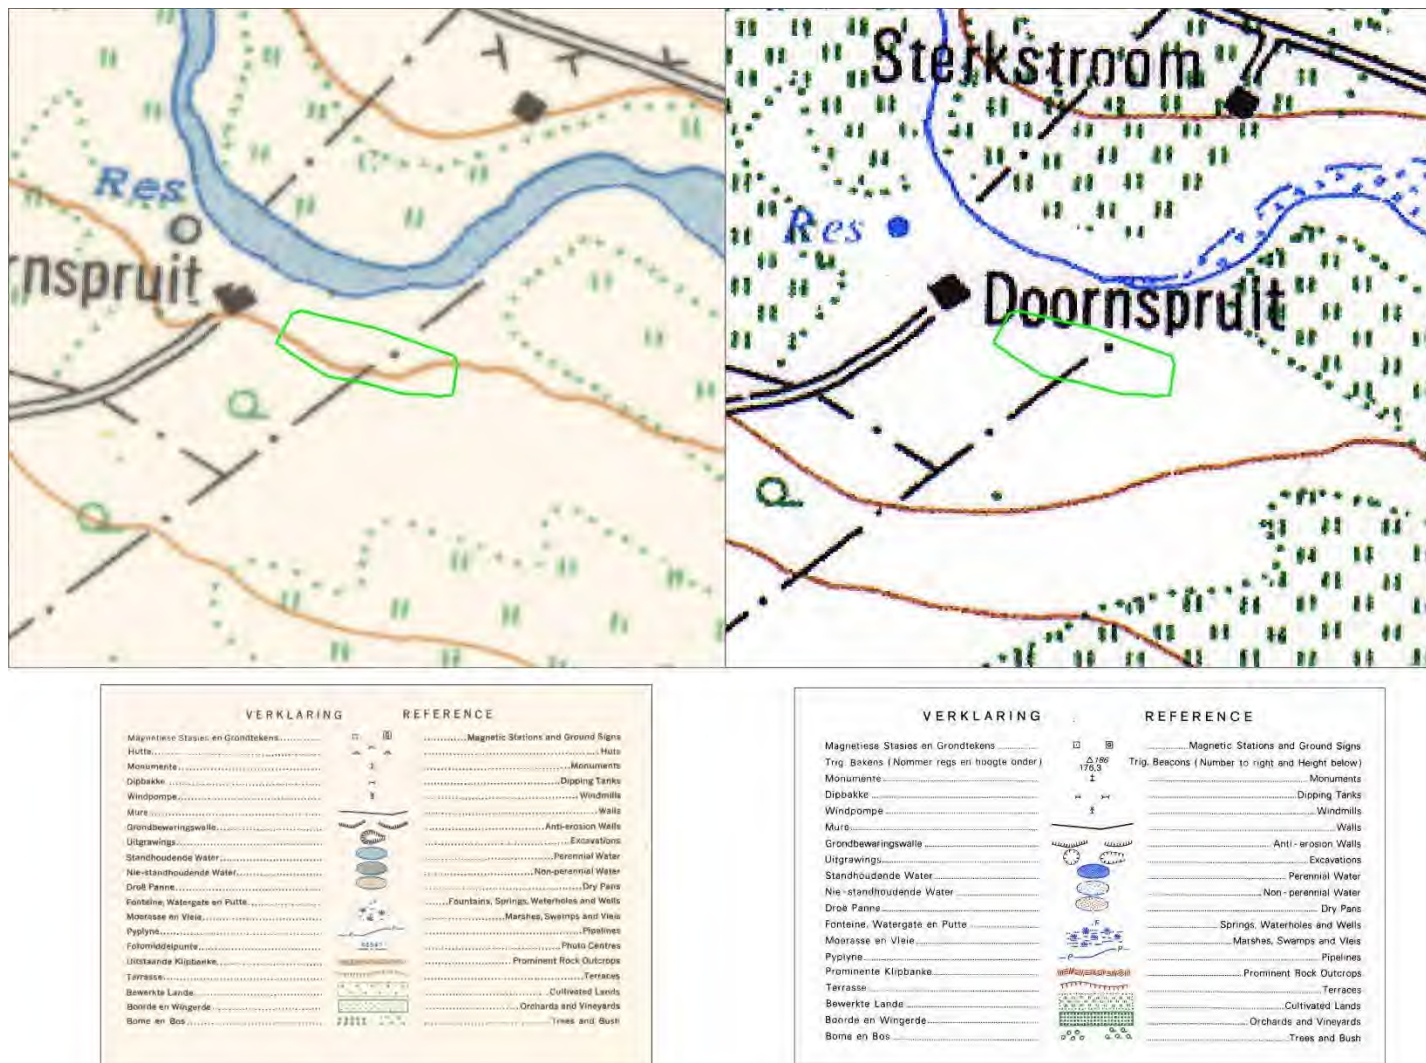 Res
rnspruit
Sterkstroom
Res
Doornspruit
VERKLARING REFERENCE
Magnetiese Stasies en Grondtekens Magnetic Stations and Ground Signs
Hutte Huts
Monumente Monuments
Dipbakke Dipping Tanks
Windpompe Windmills
Mure Walls
Grondbewaringswalle Anti-erosion Walls
Uitgrawings Excavations
Standhoudende Water Perennial Water
Nie-standhoudende Water Non-perennial Water
Droë Panne Dry Pans
Fonteine, Watergate en Putte Fountains, Springs, Waterholes and Wells
Moerasse en Vleie Marshes, Swamps and Vleis
Pyplyne Pipelines
Fotomiddelpunte Photo Centres
Uitstaande Klipbanke Prominent Rock Outcrops
Terrasse Terraces
Bewerkte Lande Cultivated Lands
Boorde en Wingerde Orchards and Vineyards
Bome en Bos Trees and Bush
VERKLARING REFERENCE
Magnetiese Stasies en Grondtekens Magnetic Stations and Ground Signs
Trig. Bakens (Nommer regs en hoogte onder) △186 176,3 Trig. Beacons (Number to right and Height below)
Monumente Monuments
Dipbakke Dipping Tanks
Windpompe Windmills
Mure Walls
Grondbewaringswalle Anti-erosion Walls
Uitgrawings Excavations
Standhoudende Water Perennial Water
Nie-standhoudende Water Non-perennial Water
Droë Panne Dry Pans
Fonteine, Watergate en Putte Springs, Waterholes and Wells
Moerasse en Vleie Marshes, Swamps and Vleis
Pyplyne Pipelines
Prominente Klipbanke Prominent Rock Outcrops
Terrasse Terraces
Bewerkte Lande Cultivated Lands
Boorde en Wingerde Orchards and Vineyards
Bome en Bos Trees and Bush